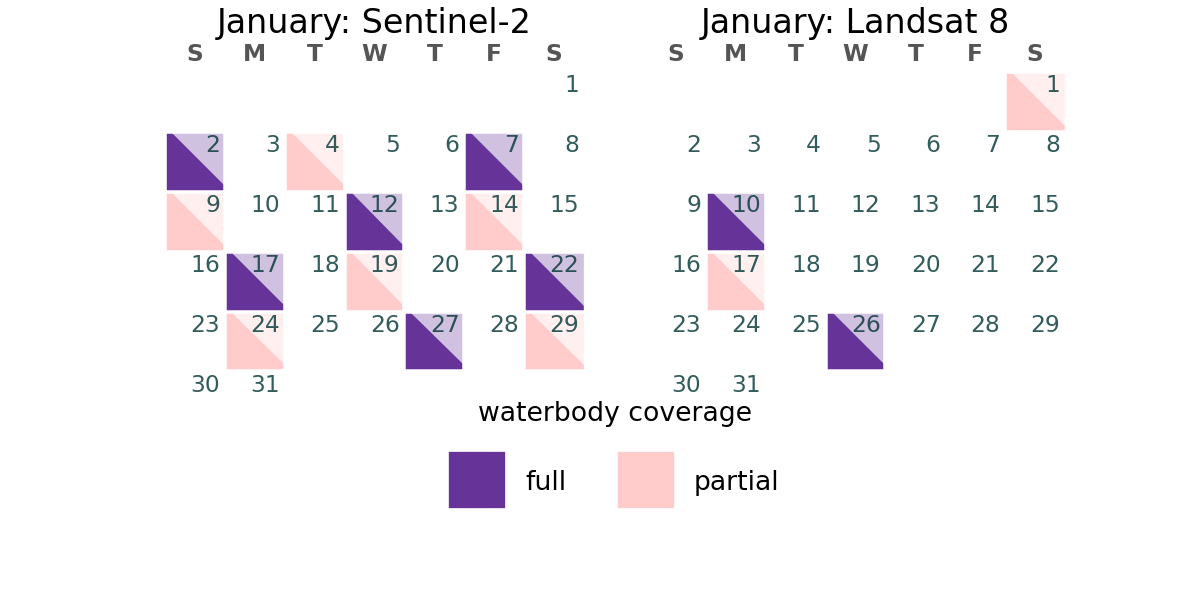 January: Sentinel-2
S M T W T F S
1
2 3 4 5 6 7 8
9 10 11 12 13 14 15
16 17 18 19 20 21 22
23 24 25 26 27 28 29
30 31
January: Landsat 8
S M T W T F S
1
2 3 4 5 6 7 8
9 10 11 12 13 14 15
16 17 18 19 20 21 22
23 24 25 26 27 28 29
30 31
waterbody coverage
full partial